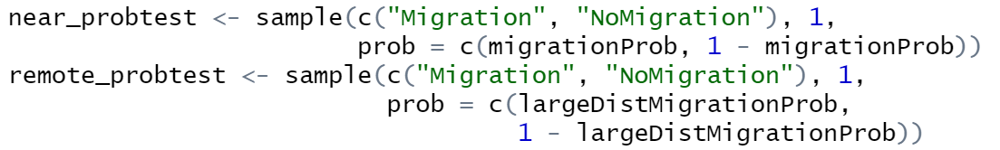 near_probtest <- sample(c("Migration", "NoMigration"), 1,
prob = c(migrationProb, 1 - migrationProb))
remote_probtest <- sample(c("Migration", "NoMigration"), 1,
prob = c(largeDistMigrationProb,
1 - largeDistMigrationProb))